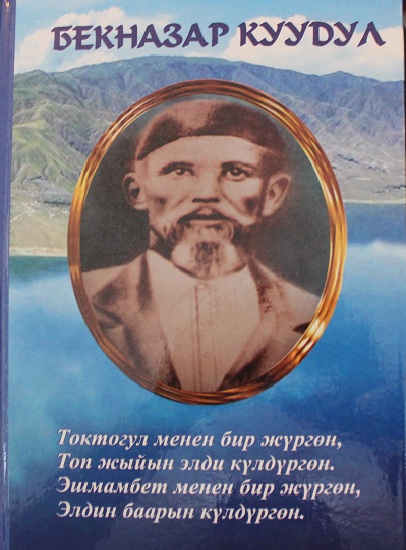 БЕКНАЗАР КУУДУЛ
Токтогул менен бир жүргөн,
Топ жыйын элди күлдүргөн.
Эшмамбет менен бир жүргөн,
Элдин баарын күлдүргөн.